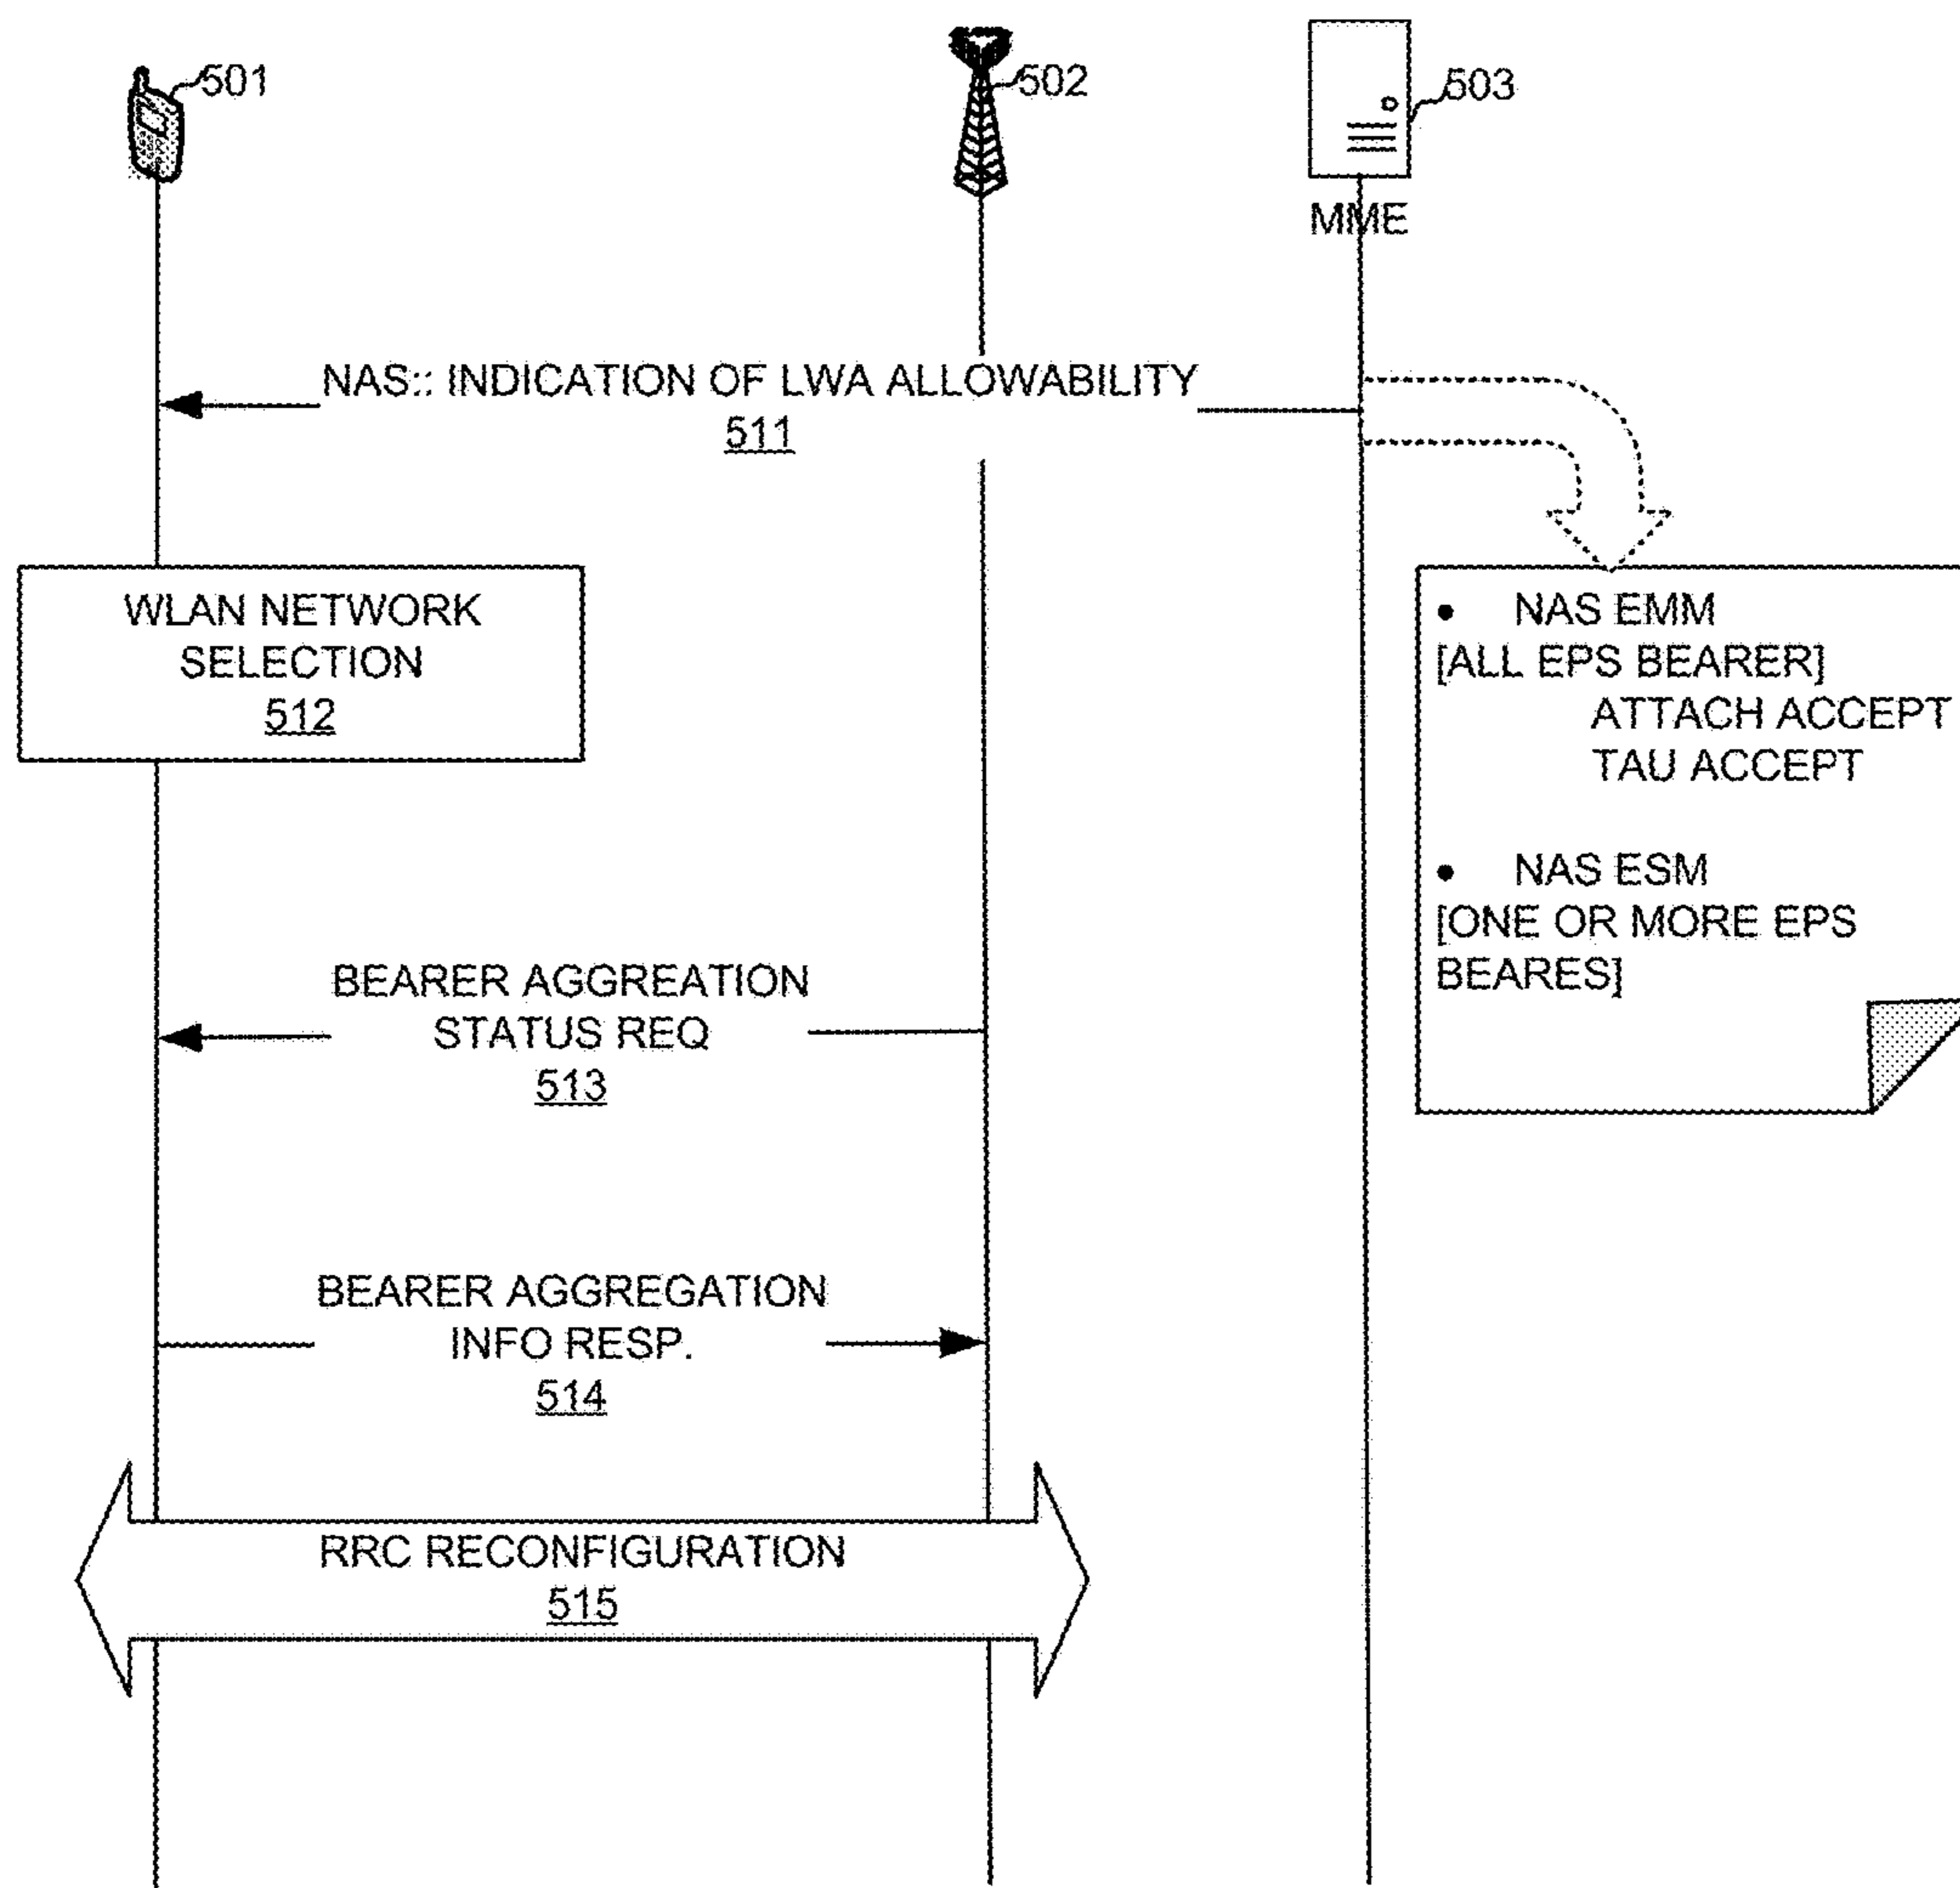 501
502
503
MME
NAS:: INDICATION OF LWA ALLOWABILITY
511
WLAN NETWORK
SELECTION
512
• NAS EMM
[ALL EPS BEARER]
ATTACH ACCEPT
TAU ACCEPT
• NAS ESM
[ONE OR MORE EPS
BEARES]
BEARER AGGREATION
STATUS REQ
513
BEARER AGGREGATION
INFO RESP.
514
RRC RECONFIGURATION
515